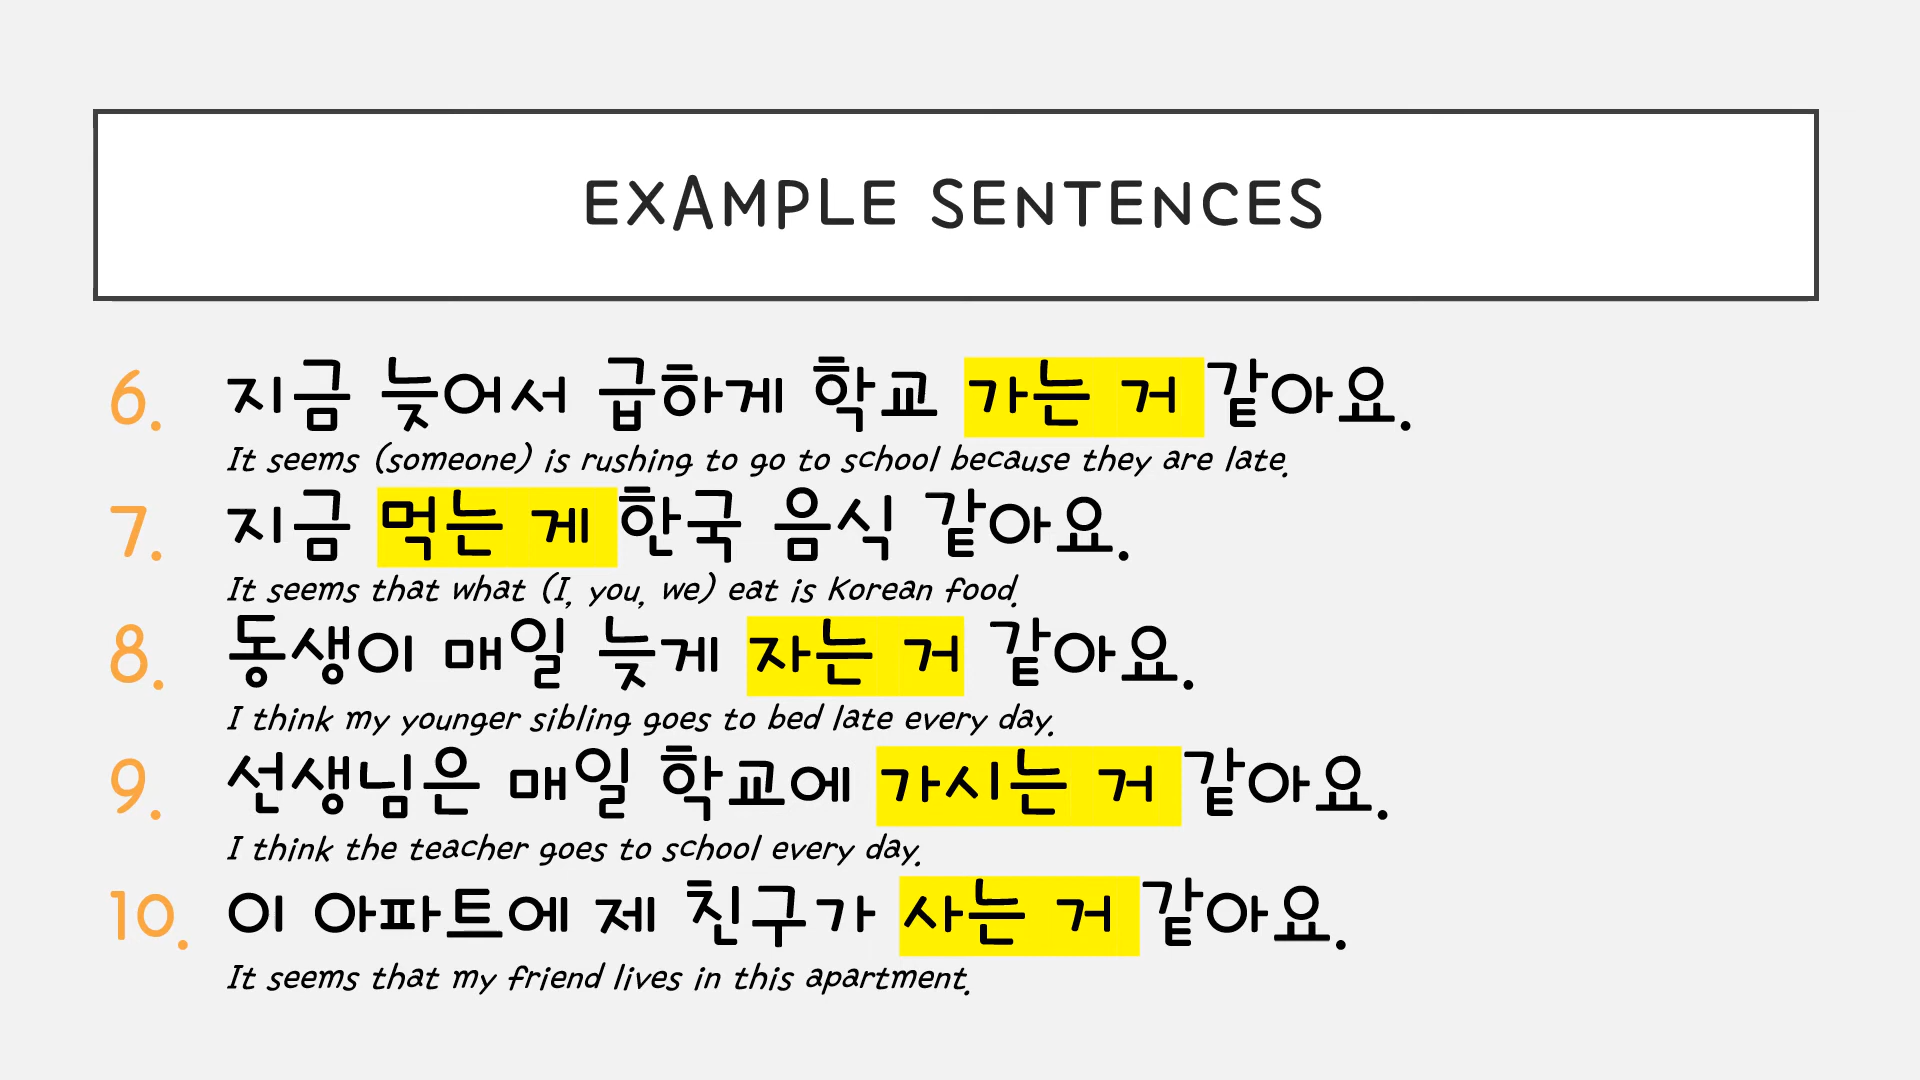 EXAMPLE SENTENCES
6. 지금 늦어서 급하게 학교 가는 거 같아요.
It seems (someone) is rushing to go to school because they are late.
7. 지금 먹는 게 한국 음식 같아요.
It seems that what (I, you, we) eat is Korean food.
8. 동생이 매일 늦게 자는 거 같아요.
I think my younger sibling goes to bed late every day.
9. 선생님은 매일 학교에 가시는 거 같아요.
I think the teacher goes to school every day.
10. 이 아파트에 제 친구가 사는 거 같아요.
It seems that my friend lives in this apartment.